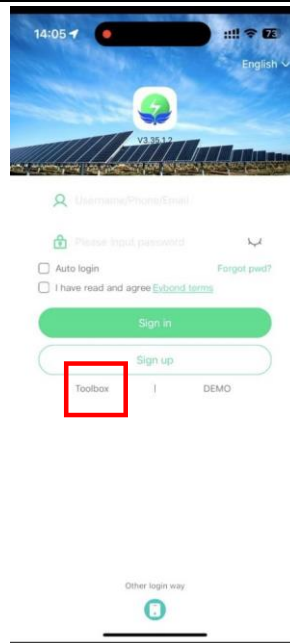 14:05
73
English
V3.35.1.2
Username/Phone/Email
Please input password
Auto login
Forgot pwd?
I have read and agree Eybond terms
Sign in
Sign up
Toolbox | DEMO
Other login way